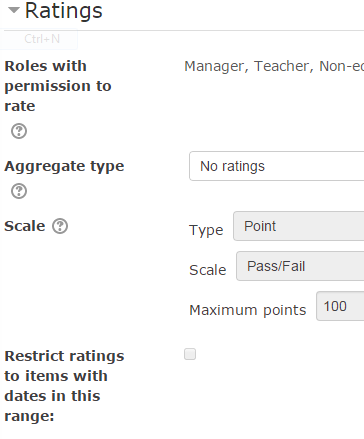 Ratings
Ctrl+N
Roles with
permission to
rate
Manager, Teacher, Non-ed
Aggregate type
No ratings
Scale
Type Point
Scale Pass/Fail
Maximum points 100
Restrict ratings
to items with
dates in this
range: